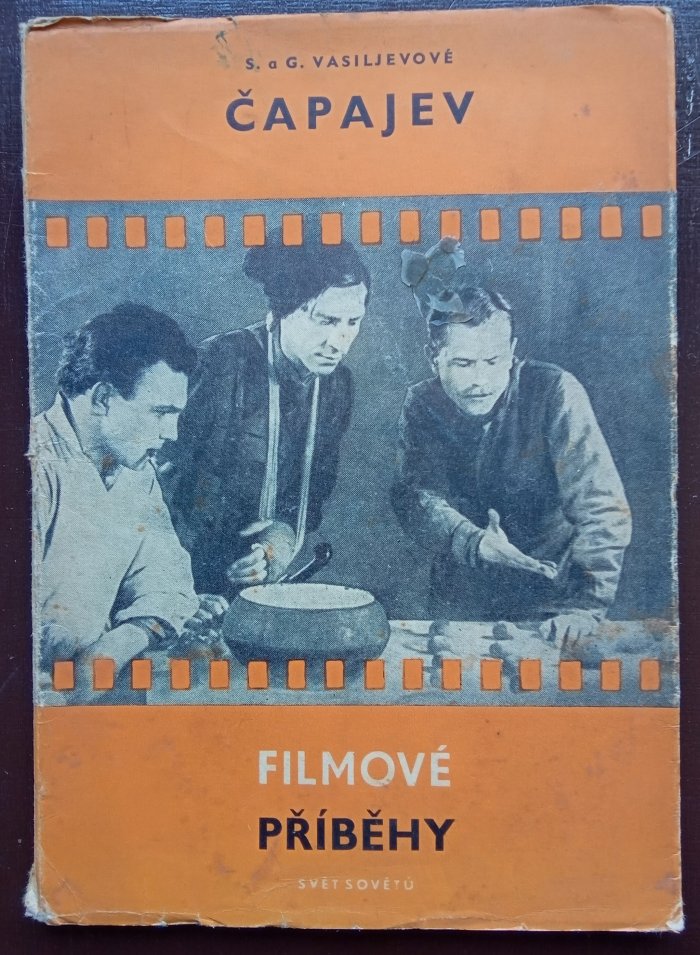 S. a G. VASILJEVOVÉ
ČAPAJEV
FILMOVÉ
PŘÍBĚHY
SVĚT SOVĚTŮ